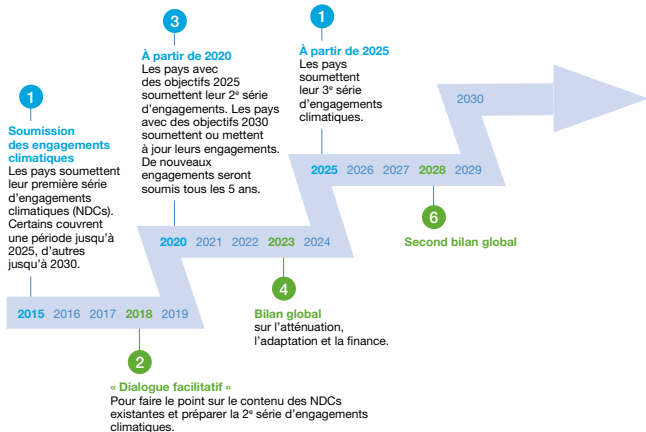 1
Soumission
des engagements
climatiques
Les pays soumettent
leur première série
d'engagements
climatiques (NDCs).
Certains couvrent
une période jusqu'à
2025, d'autres
jusqu'à 2030.
2015 2016 2017 2018 2019
2
« Dialogue facilitatif »
Pour faire le point sur le contenu des NDCs
existantes et préparer la 2e série d'engagements
climatiques.
3
À partir de 2020
Les pays avec
des objectifs 2025
soumettent leur 2e série
d'engagements. Les pays
avec des objectifs 2030
soumettent ou mettent
à jour leurs engagements.
De nouveaux
engagements seront
soumis tous les 5 ans.
2020 2021 2022 2023 2024
4
Bilan global
sur l'atténuation,
l'adaptation et la finance.
1
À partir de 2025
Les pays
soumettent
leur 3e série
d'engagements
climatiques.
2025 2026 2027 2028 2029
6
Second bilan global
2030